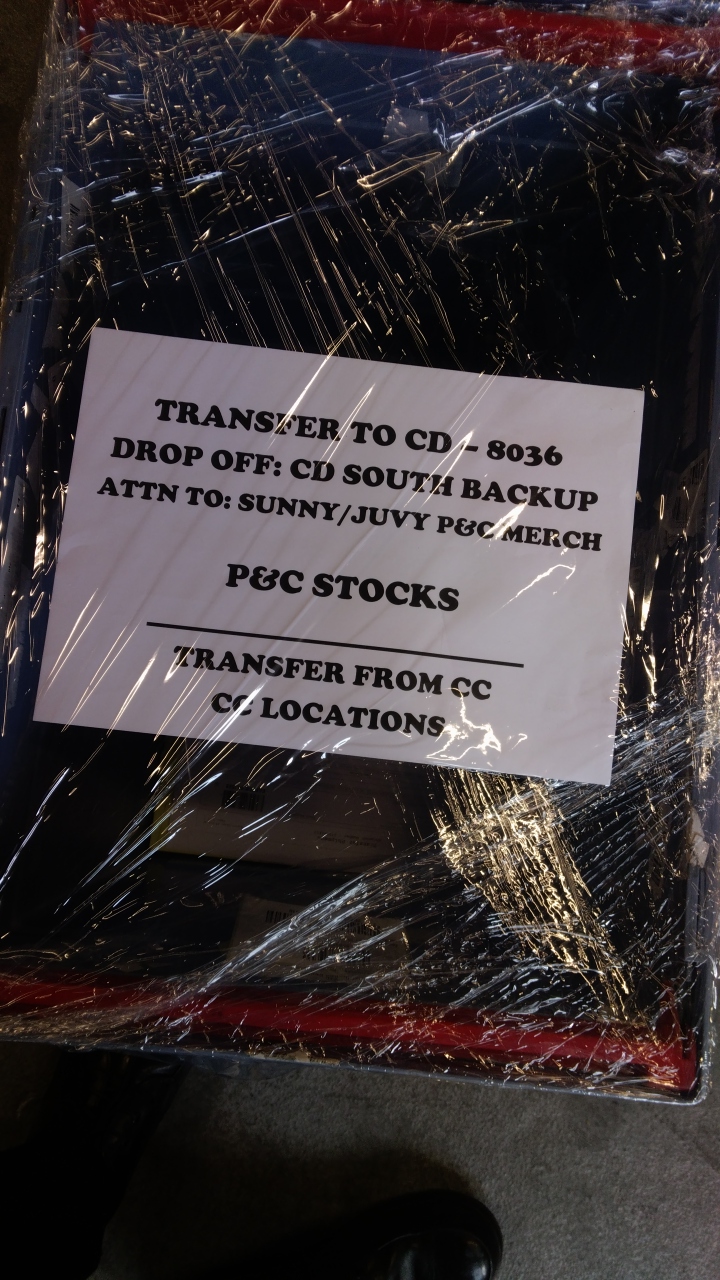 TRANSFER TO CD – 8036
DROP OFF: CD SOUTH BACKUP
ATTN TO: SUNNY/JUVY P&C MERCH
P&C STOCKS
TRANSFER FROM CC
CC LOCATIONS